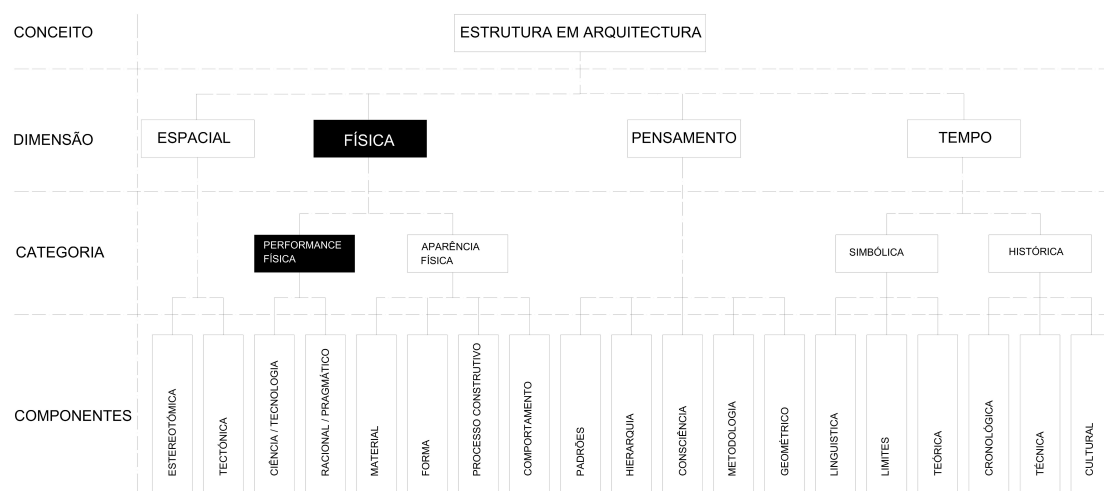 CONCEITO
ESTRUTURA EM ARQUITECTURA
DIMENSÃO
ESPACIAL
FÍSICA
PENSAMENTO
TEMPO
CATEGORIA
PERFORMANCE
FÍSICA
APARÊNCIA
FÍSICA
SIMBÓLICA
HISTÓRICA
COMPONENTES
ESTEREOTÓMICA
TECTÓNICA
CIÊNCIA / TECNOLOGIA
RACIONAL / PRAGMÁTICO
MATERIAL
FORMA
PROCESSO CONSTRUTIVO
COMPORTAMENTO
PADRÕES
HIERARQUIA
CONSCIÊNCIA
METODOLOGIA
GEOMÉTRICO
LINGUISTICA
LIMITES
TEÓRICA
CRONOLÓGICA
TÉCNICA
CULTURAL